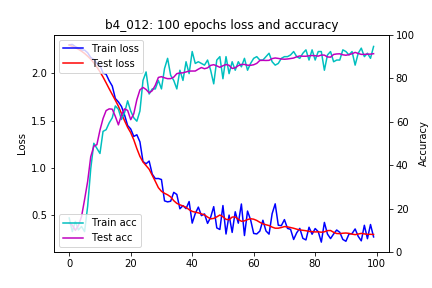 b4_012: 100 epochs loss and accuracy
Train loss
Test loss
Train acc
Test acc
Loss
2.0
1.5
1.0
0.5
Accuracy
100
80
60
40
20
0
0
20
40
60
80
100